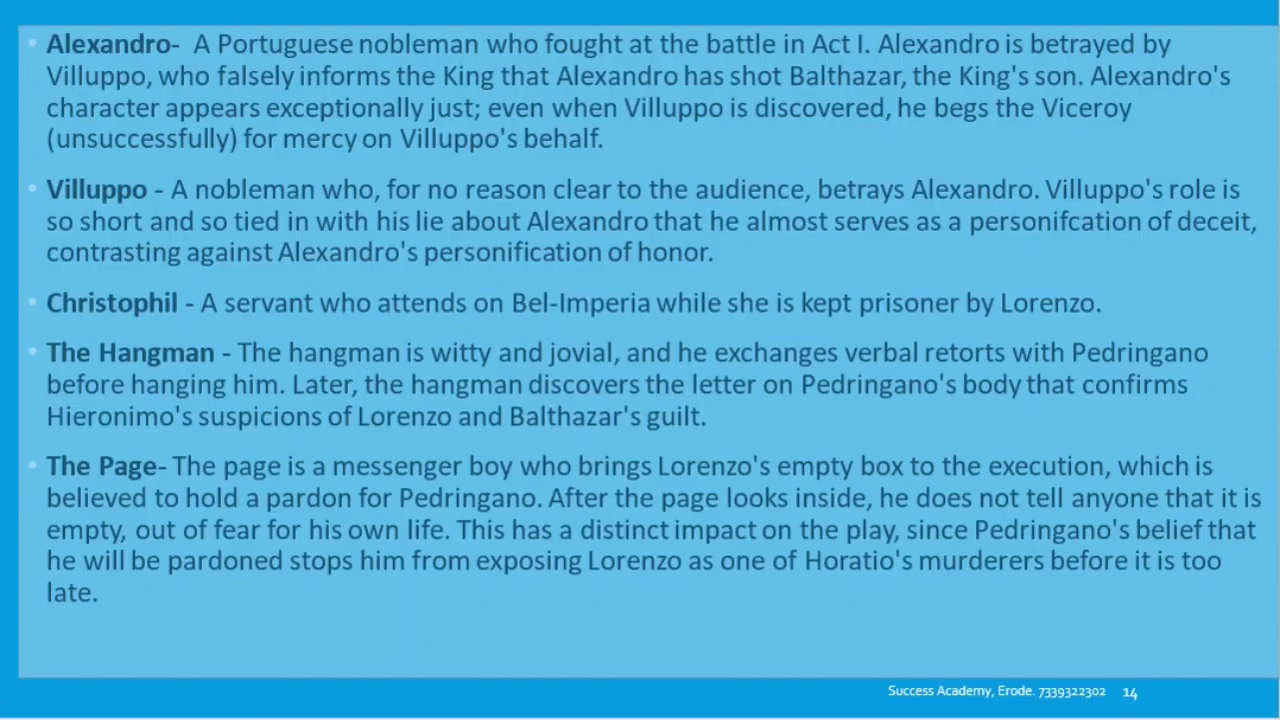 • Alexandro-  A Portuguese nobleman who fought at the battle in Act I. Alexandro is betrayed by
Villuppo, who falsely informs the King that Alexandro has shot Balthazar, the King's son. Alexandro's
character appears exceptionally just; even when Villuppo is discovered, he begs the Viceroy
(unsuccessfully) for mercy on Villuppo's behalf.
• Villuppo - A nobleman who, for no reason clear to the audience, betrays Alexandro. Villuppo's role is
so short and so tied in with his lie about Alexandro that he almost serves as a personifcation of deceit,
contrasting against Alexandro's personification of honor.
• Christophil - A servant who attends on Bel-Imperia while she is kept prisoner by Lorenzo.
• The Hangman - The hangman is witty and jovial, and he exchanges verbal retorts with Pedringano
before hanging him. Later, the hangman discovers the letter on Pedringano's body that confirms
Hieronimo's suspicions of Lorenzo and Balthazar's guilt.
• The Page- The page is a messenger boy who brings Lorenzo's empty box to the execution, which is
believed to hold a pardon for Pedringano. After the page looks inside, he does not tell anyone that it is
empty, out of fear for his own life. This has a distinct impact on the play, since Pedringano's belief that
he will be pardoned stops him from exposing Lorenzo as one of Horatio's murderers before it is too
late.
Success Academy, Erode. 7339322302 14